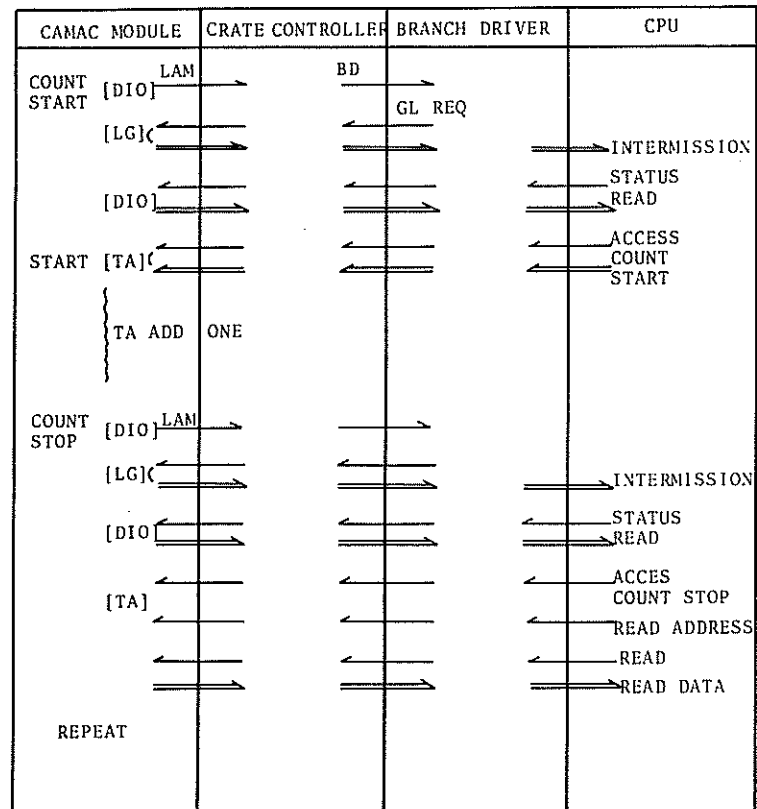 CAMAC MODULE CRATE CONTROLLER BRANCH DRIVER CPU
LAM BD
COUNT START [DIO]
GL REQ
[LG]
INTERMISSION
STATUS
[DIO] READ
ACCESS
START [TA] COUNT
START
TA ADD ONE
COUNT STOP [DIO] LAM
[LG]
INTERMISSION
STATUS
[DIO] READ
ACCES
[TA] COUNT STOP
READ ADDRESS
READ
READ DATA
REPEAT